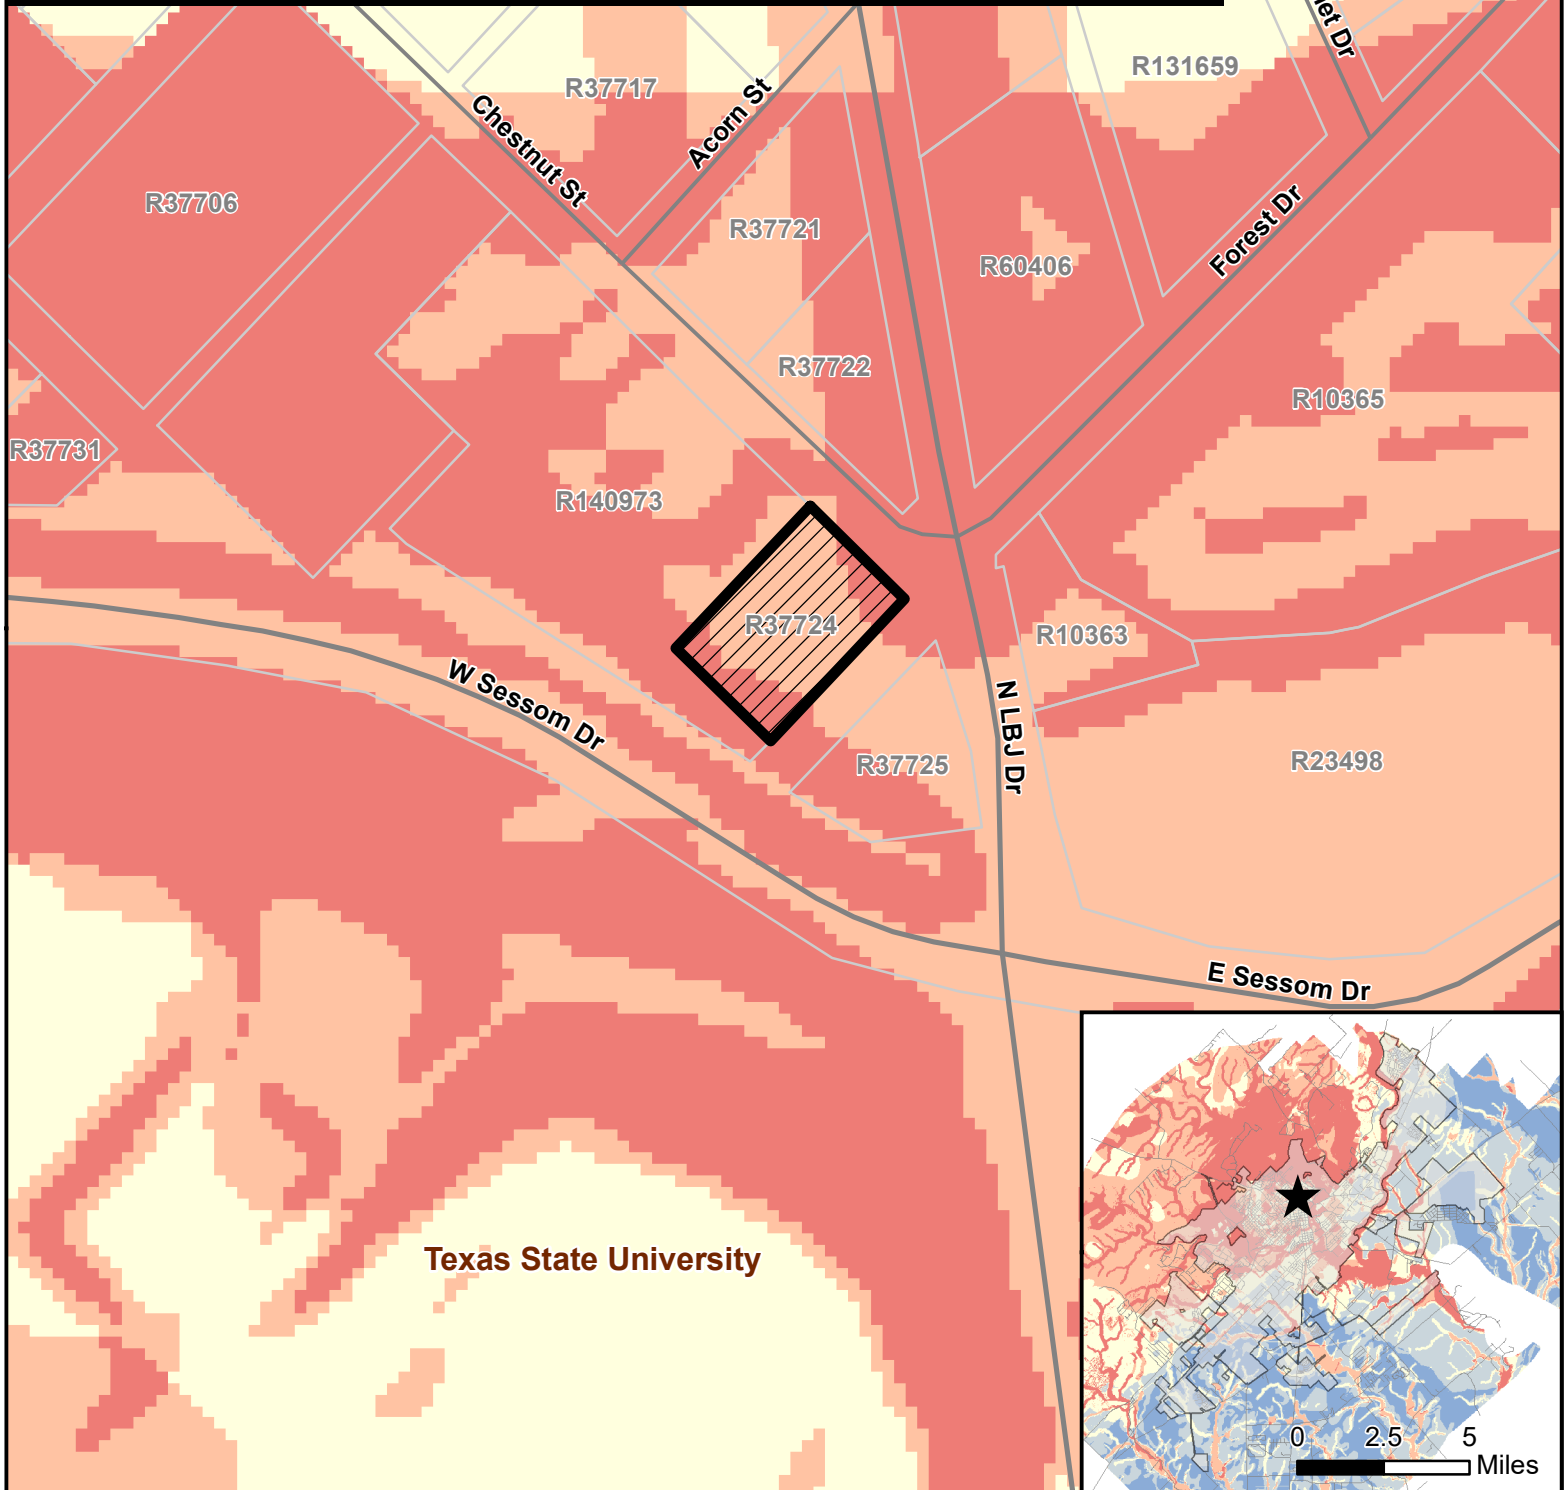 R131659
R37717
Acorn St
Chestnut St
R37706
R37721
R60406
Forest Dr
R37722
R10365
R37731
R140973
R37724
R10363
W Sessom Dr
N LBJ Dr
R37725
R23498
E Sessom Dr
Texas State University
0 2.5 5
Miles